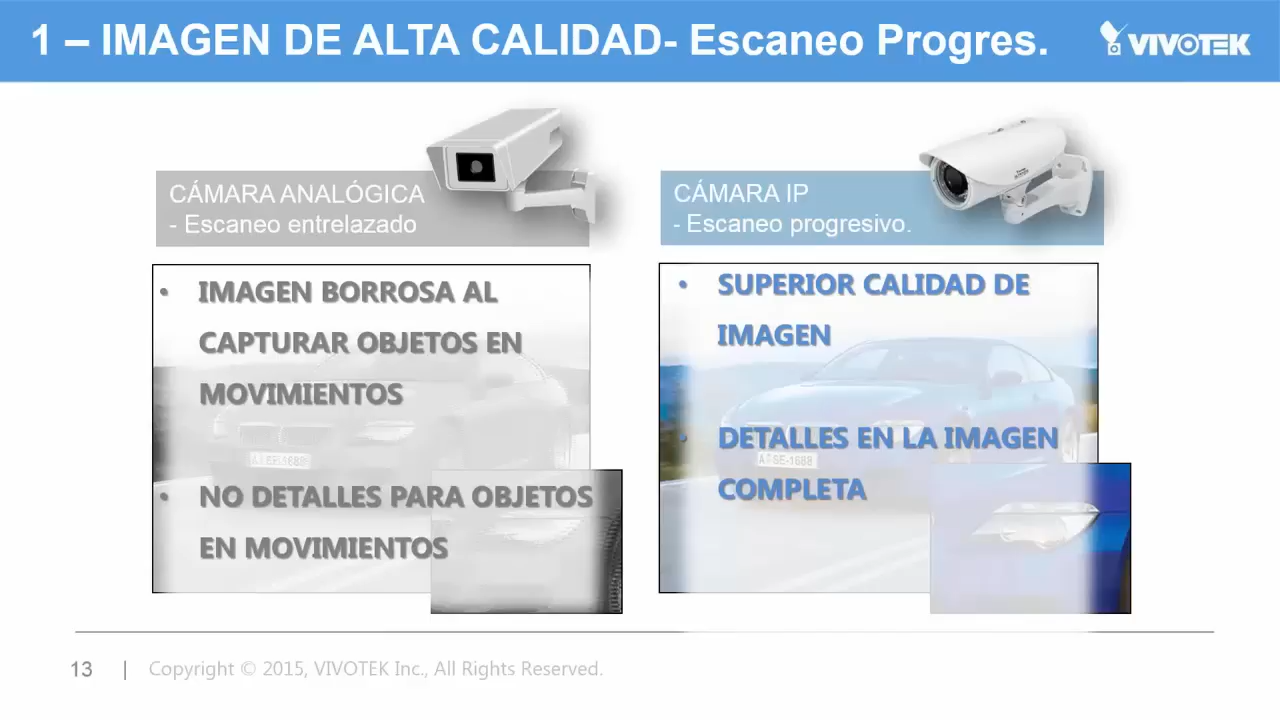 1 – IMAGEN DE ALTA CALIDAD- Escaneo Progres.
VIVOTEK
CÁMARA ANALÓGICA
- Escaneo entrelazado
• IMAGEN BORROSA AL
CAPTURAR OBJETOS EN
MOVIMIENTOS
• NO DETALLES PARA OBJETOS
EN MOVIMIENTOS
CÁMARA IP
- Escaneo progresivo.
• SUPERIOR CALIDAD DE
IMAGEN
• DETALLES EN LA IMAGEN
COMPLETA
13 | Copyright © 2015, VIVOTEK Inc., All Rights Reserved.